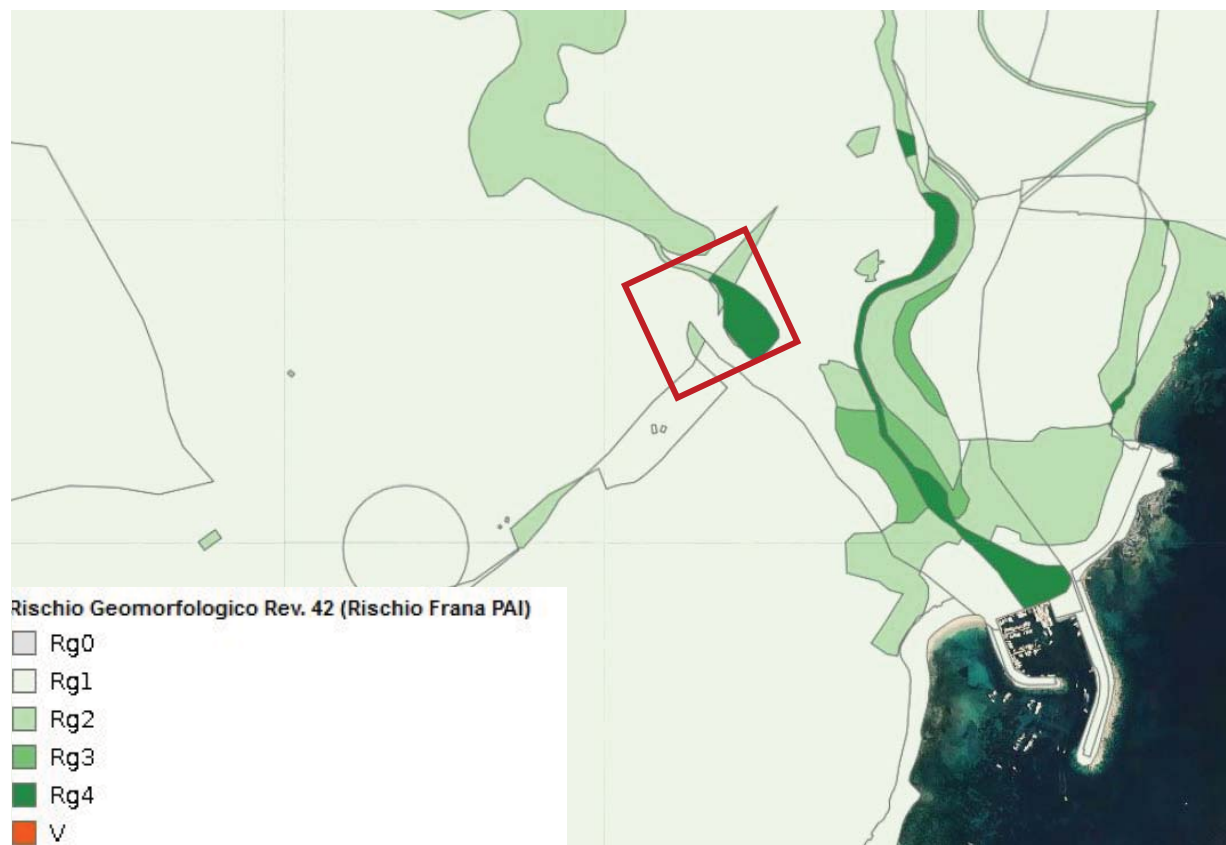 Rischio Geomorfologico Rev. 42 (Rischio Frana PAI)
Rg0
Rg1
Rg2
Rg3
Rg4
V